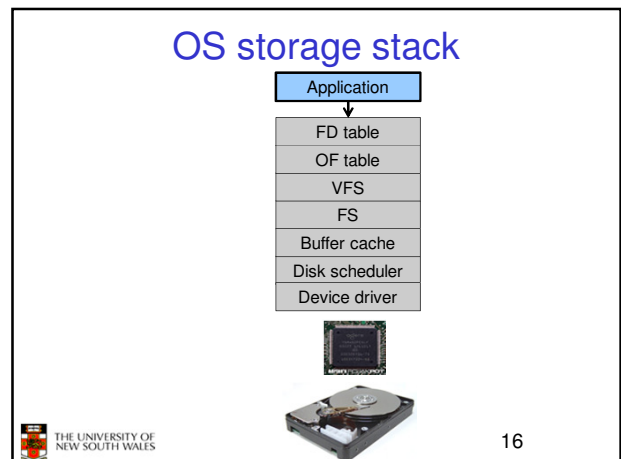 OS storage stack
Application
FD table
OF table
VFS
FS
Buffer cache
Disk scheduler
Device driver
THE UNIVERSITY OF
NEW SOUTH WALES
16